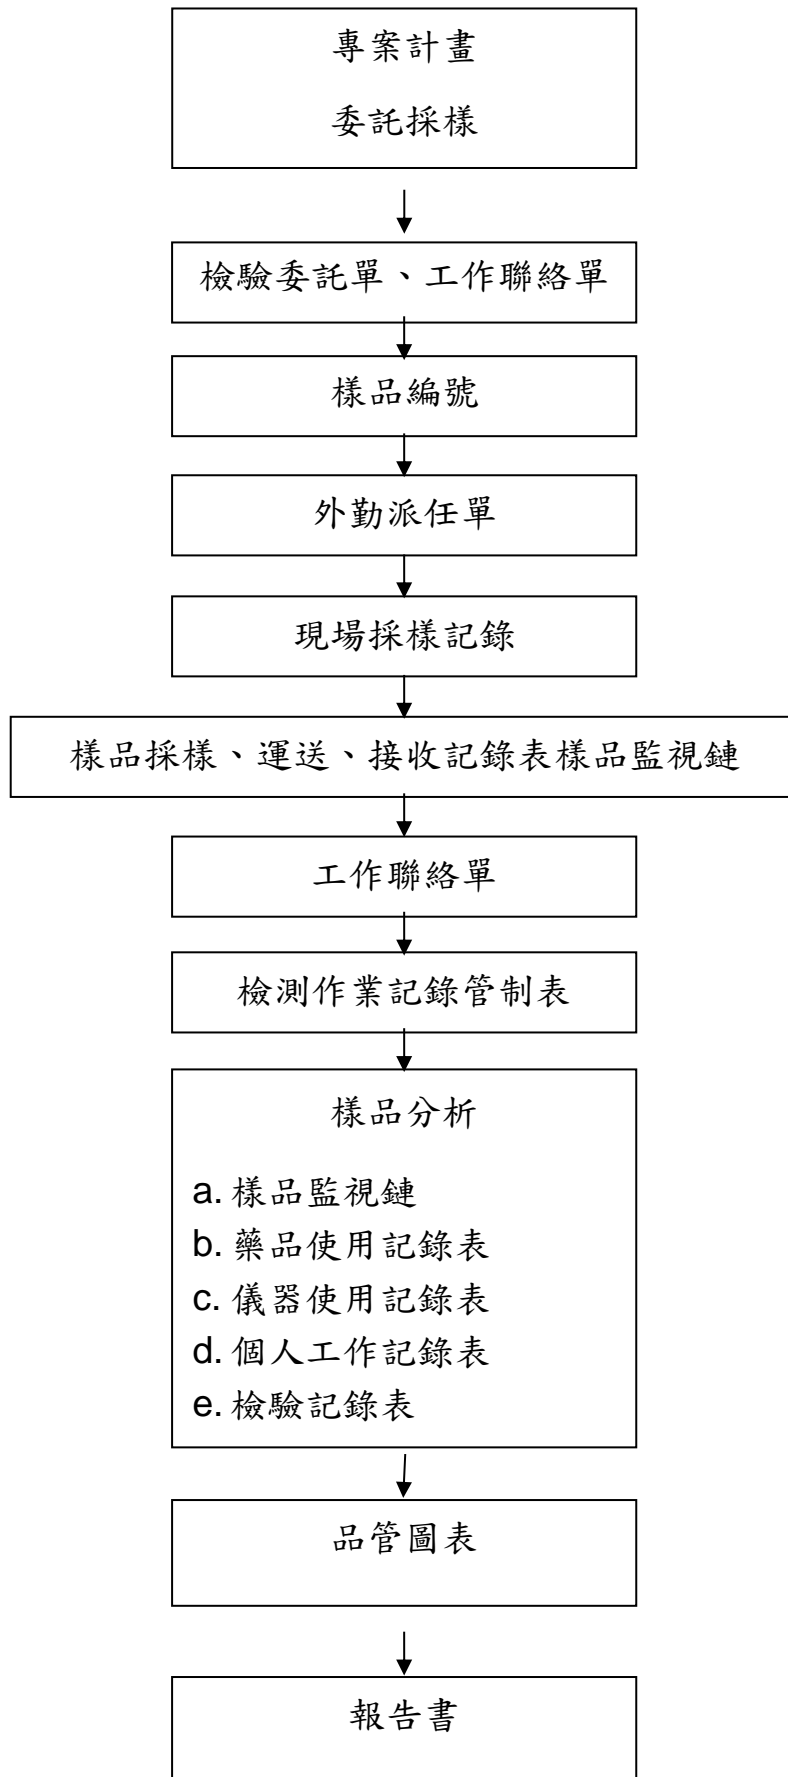 專案計畫
委託採樣
檢驗委託單、工作聯絡單
樣品編號
外勤派任單
現場採樣記錄
樣品採樣、運送、接收記錄表樣品監視鏈
工作聯絡單
檢測作業記錄管制表
樣品分析
a. 樣品監視鏈
b. 藥品使用記錄表
c. 儀器使用記錄表
d. 個人工作記錄表
e. 檢驗記錄表
品管圖表
報告書